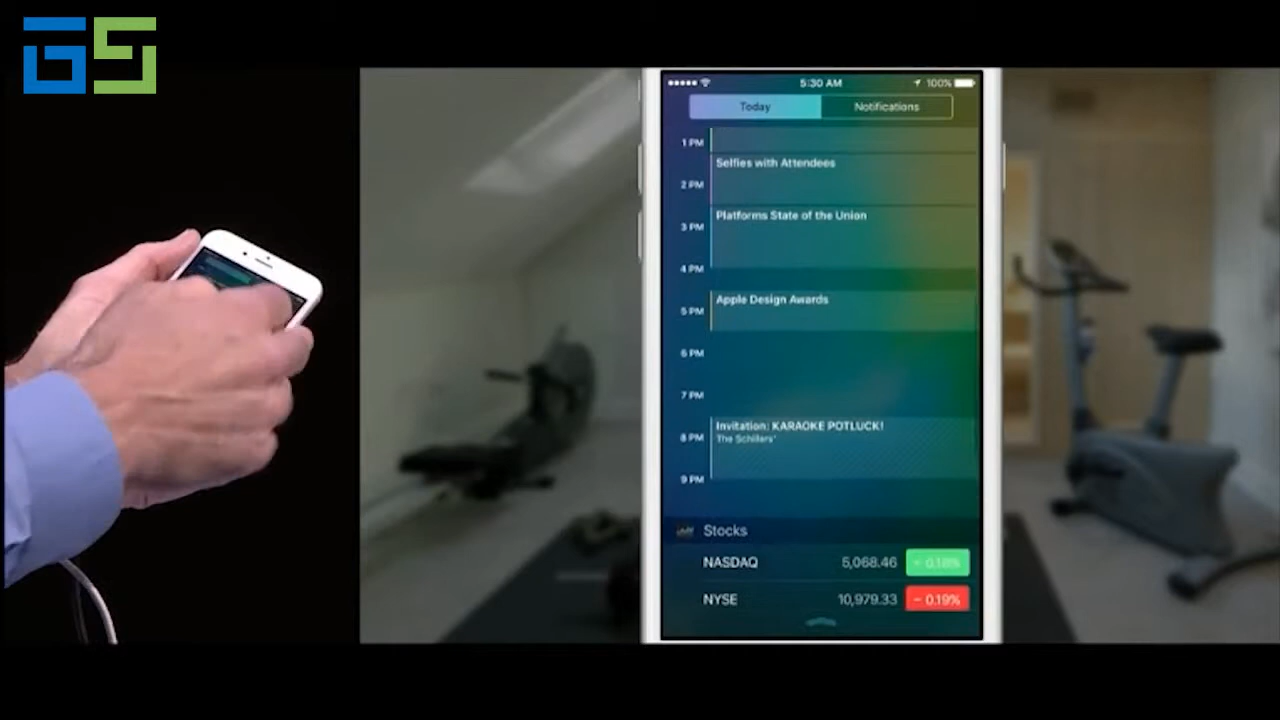 GS
5:30 AM
100%
Today
Notifications
1 PM
Selfies with Attendees
2 PM
Platforms State of the Union
3 PM
4 PM
Apple Design Awards
5 PM
6 PM
7 PM
Invitation: KARAOKE POTLUCK!
8 PM
The Schillers'
9 PM
Stocks
NASDAQ 5,068.46
NYSE 10,979.33 - 0.19%